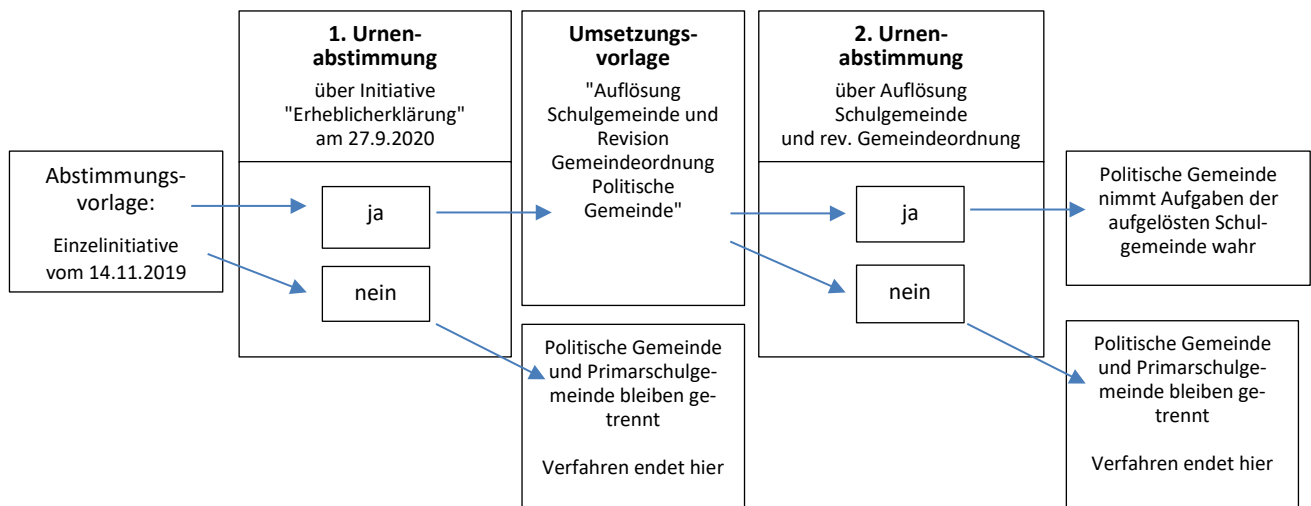 Abstimmungs-
vorlage:
Einzelinitiative
vom 14.11.2019
1. Urnen-
abstimmung
über Initiative
"Erheblicherklärung"
am 27.9.2020
ja
nein
Umsetzungs-
vorlage
"Auflösung
Schulgemeinde und
Revision
Gemeindeordnung
Politische
Gemeinde"
Politische Gemeinde
und Primarschulge-
meinde bleiben ge-
trennt
Verfahren endet hier
2. Urnen-
abstimmung
über Auflösung
Schulgemeinde
und rev. Gemeindeordnung
ja
nein
Politische Gemeinde
nimmt Aufgaben der
aufgelösten Schul-
gemeinde wahr
Politische Gemeinde
und Primarschulge-
meinde bleiben ge-
trennt
Verfahren endet hier